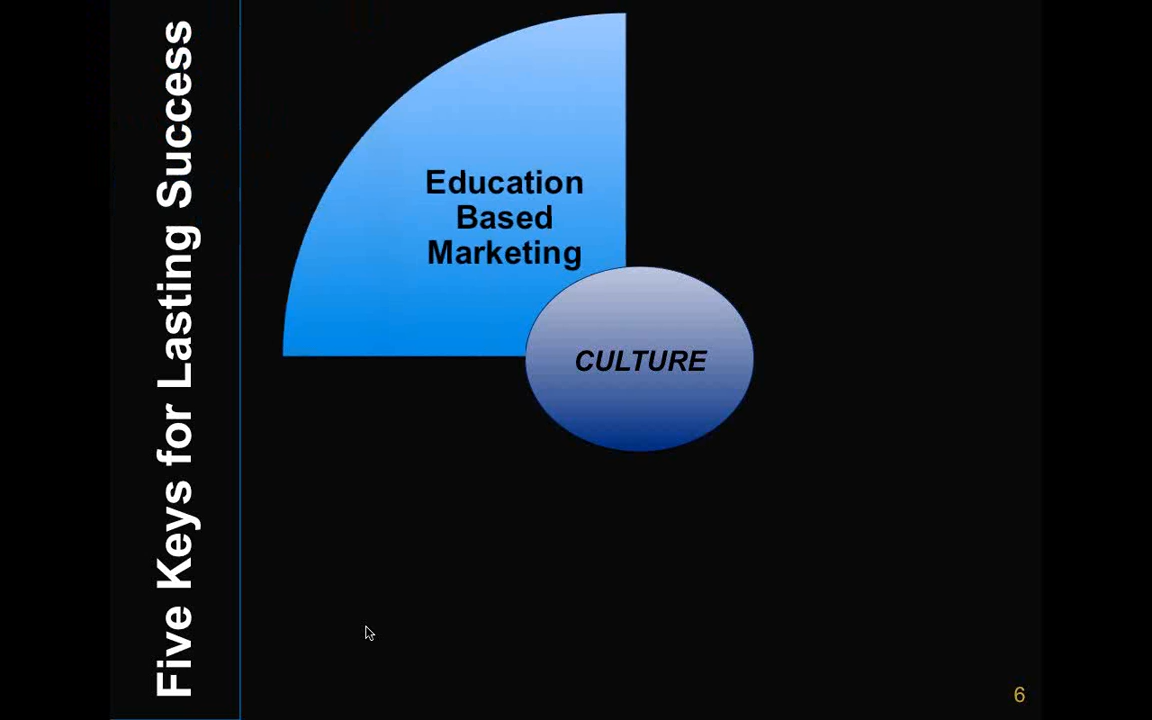 Five Keys for Lasting Success
Education
Based
Marketing
CULTURE
6